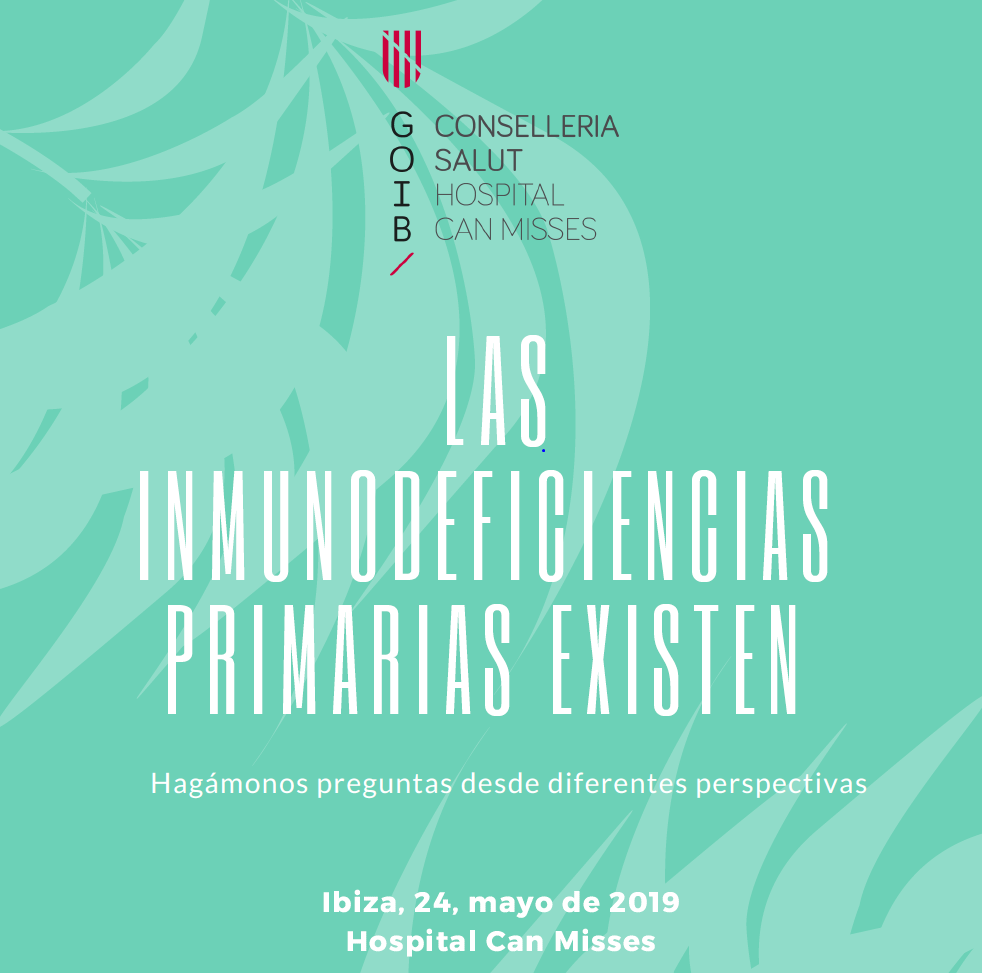 G CONSELLERIA
O SALUT
I HOSPITAL
B CAN MISSES
LAS
INMUNODEFICIENCIAS
PRIMARIAS EXISTEN
Hagámonos preguntas desde diferentes perspectivas
Ibiza, 24, mayo de 2019
Hospital Can Misses